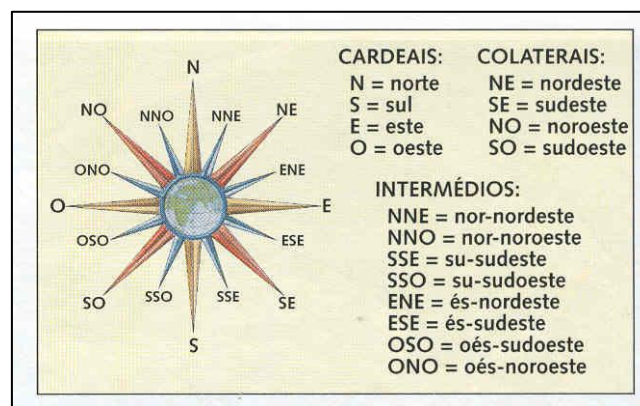 N
NO
NNO
NNE
NE
ONO
ENE
O
E
OSO
ESE
SO
SSO
SSE
SE
S
CARDEAIS:
N = norte
S = sul
E = este
O = oeste
COLATERAIS:
NE = nordeste
SE = sudeste
NO = noroeste
SO = sudoeste
INTERMÉDIOS:
NNE = nor-nordeste
NNO = nor-noroeste
SSE = su-sudeste
SSO = su-sudoeste
ENE = és-nordeste
ESE = és-sudeste
OSO = oés-sudoeste
ONO = oés-noroeste